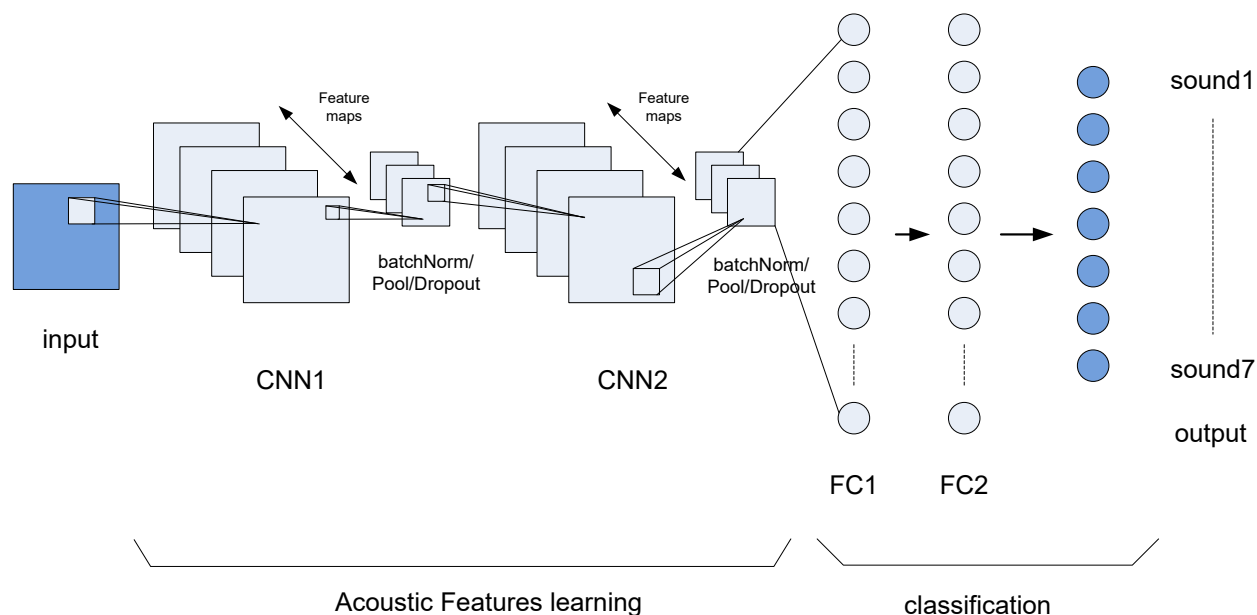 Feature
maps
Feature
maps
sound1
batchNorm/
Pool/Dropout
batchNorm/
Pool/Dropout
input
CNN1
CNN2
sound7
output
FC1
FC2
Acoustic Features learning
classification